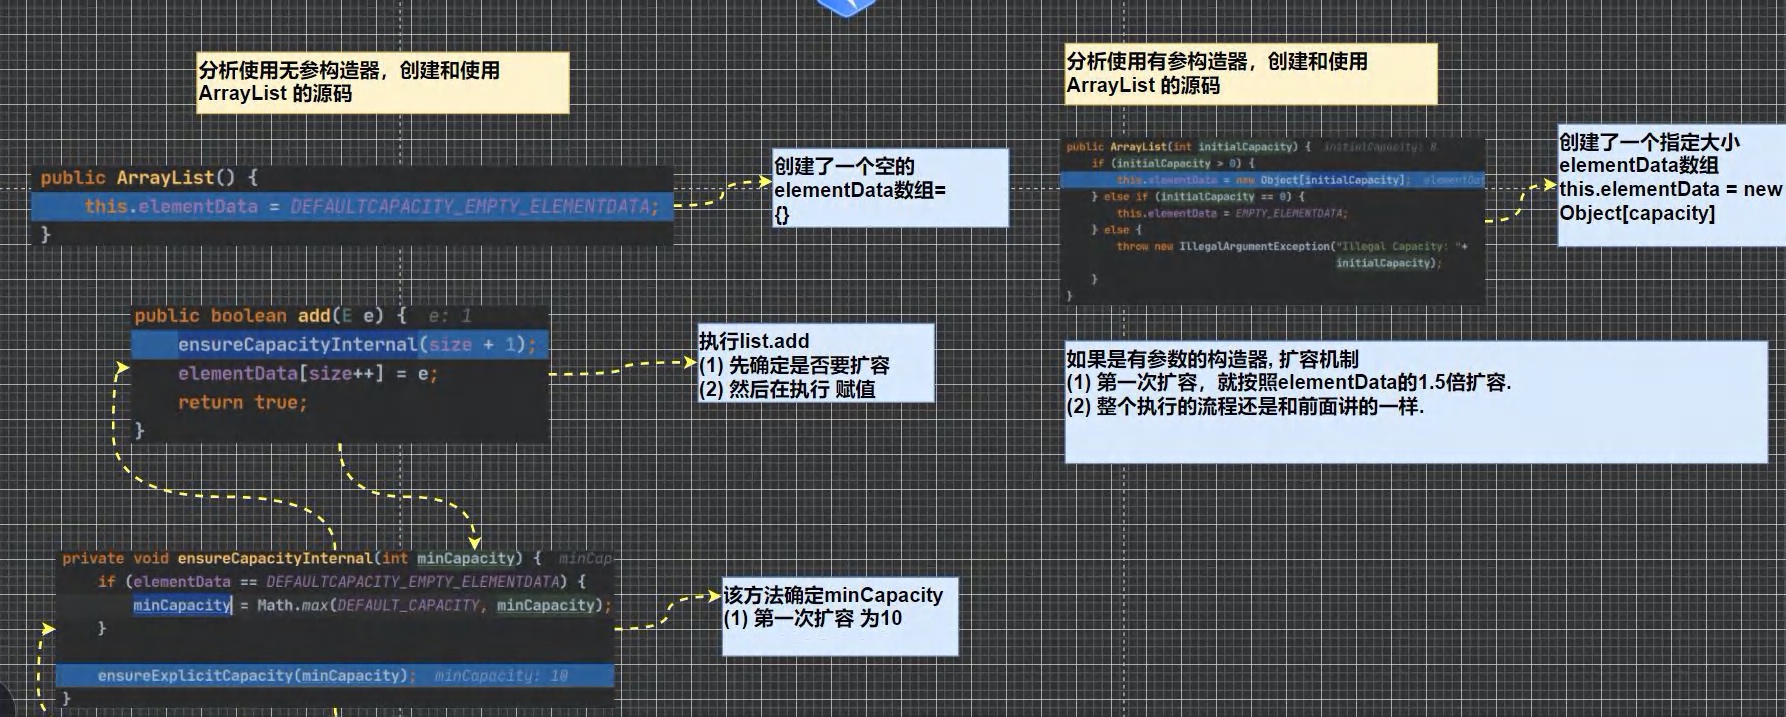 分析使用无参构造器，创建和使用
ArrayList 的源码
public ArrayList() {
this.elementData = DEFAULTCAPACITY_EMPTY_ELEMENTDATA;
}
创建了一个空的
elementData数组=
{}
public boolean add(E e) {  e: 1
ensureCapacityInternal(size + 1);
elementData[size++] = e;
return true;
}
执行list.add
(1) 先确定是否要扩容
(2) 然后在执行 赋值
private void ensureCapacityInternal(int minCapacity) {  minCap
if (elementData == DEFAULTCAPACITY_EMPTY_ELEMENTDATA) {
minCapacity = Math.max(DEFAULT_CAPACITY, minCapacity);
}
ensureExplicitCapacity(minCapacity);  minCapacity: 10
}
该方法确定minCapacity
(1) 第一次扩容 为10
分析使用有参构造器，创建和使用
ArrayList 的源码
public ArrayList(int initialCapacity) {  initialCapacity: 8
if (initialCapacity > 0) {
this.elementData = new Object[initialCapacity];  elementDat
} else if (initialCapacity == 0) {
this.elementData = EMPTY_ELEMENTDATA;
} else {
throw new IllegalArgumentException("Illegal Capacity: "+
initialCapacity);
}
}
创建了一个指定大小
elementData数组
this.elementData = new
Object[capacity]
如果是有参数的构造器, 扩容机制
(1) 第一次扩容，就按照elementData的1.5倍扩容.
(2) 整个执行的流程还是和前面讲的一样.